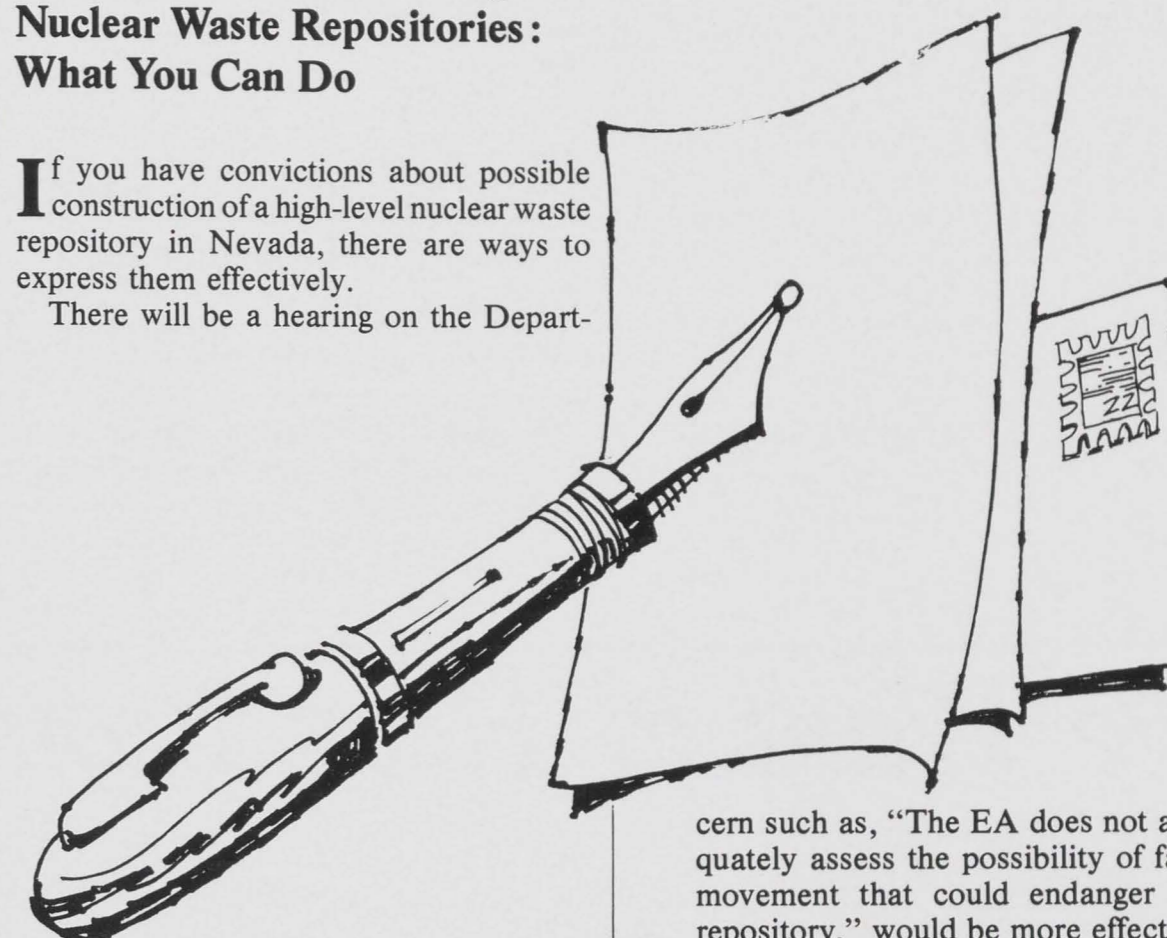 Nuclear Waste Repositories:
What You Can Do
If you have convictions about possible
construction of a high-level nuclear waste
repository in Nevada, there are ways to
express them effectively.
There will be a hearing on the Depart-
22
cern such as, “The EA does not a
quately assess the possibility of fa
movement that could endanger
repository,” would be more effect